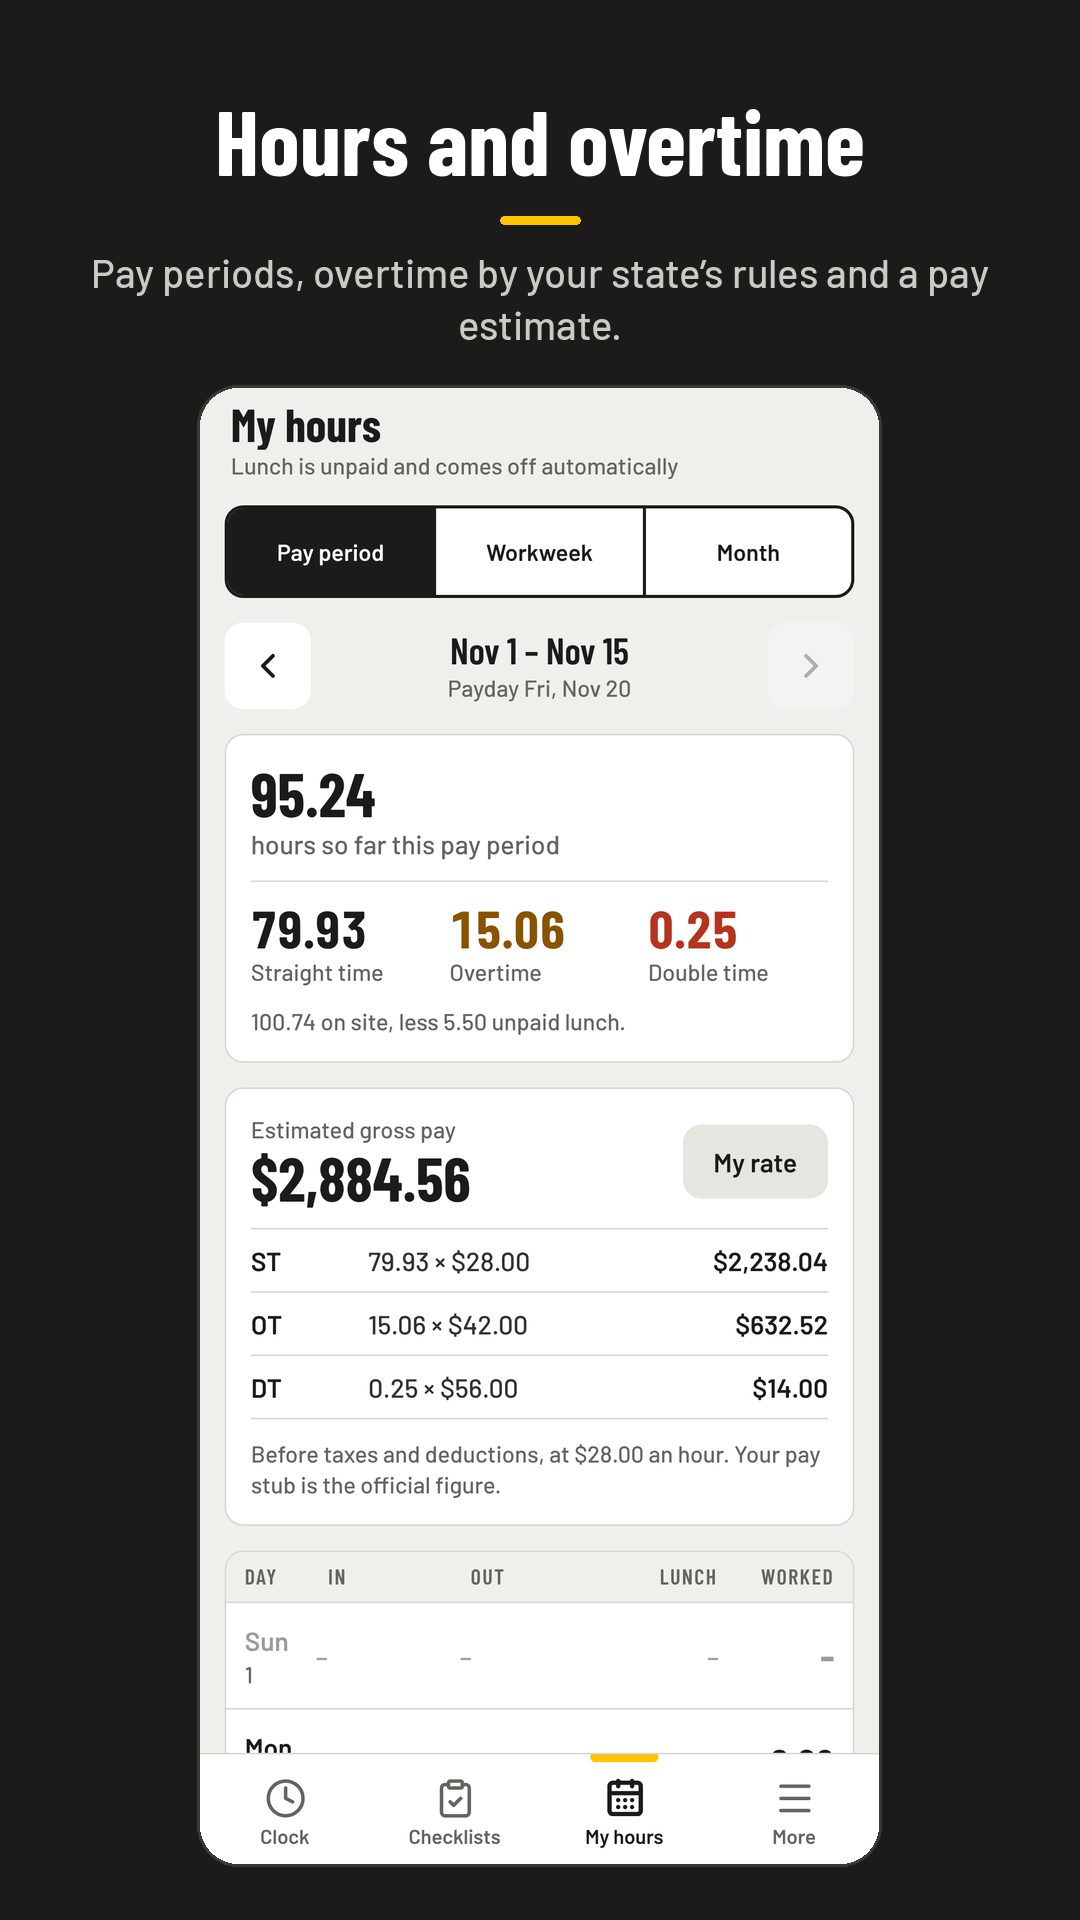 Hours and overtime
Pay periods, overtime by your state’s rules and a pay
estimate.
My hours
Lunch is unpaid and comes off automatically
Pay period
Workweek
Month
Nov 1 – Nov 15
Payday Fri, Nov 20
95.24
hours so far this pay period
79.93
15.06
0.25
Straight time
Overtime
Double time
100.74 on site, less 5.50 unpaid lunch.
Estimated gross pay
$2,884.56
My rate
ST 79.93 × $28.00 $2,238.04
OT 15.06 × $42.00 $632.52
DT 0.25 × $56.00 $14.00
Before taxes and deductions, at $28.00 an hour. Your pay
stub is the official figure.
DAY IN OUT LUNCH WORKED
Sun – – – –
1
Mon
Clock
Checklists
My hours
More